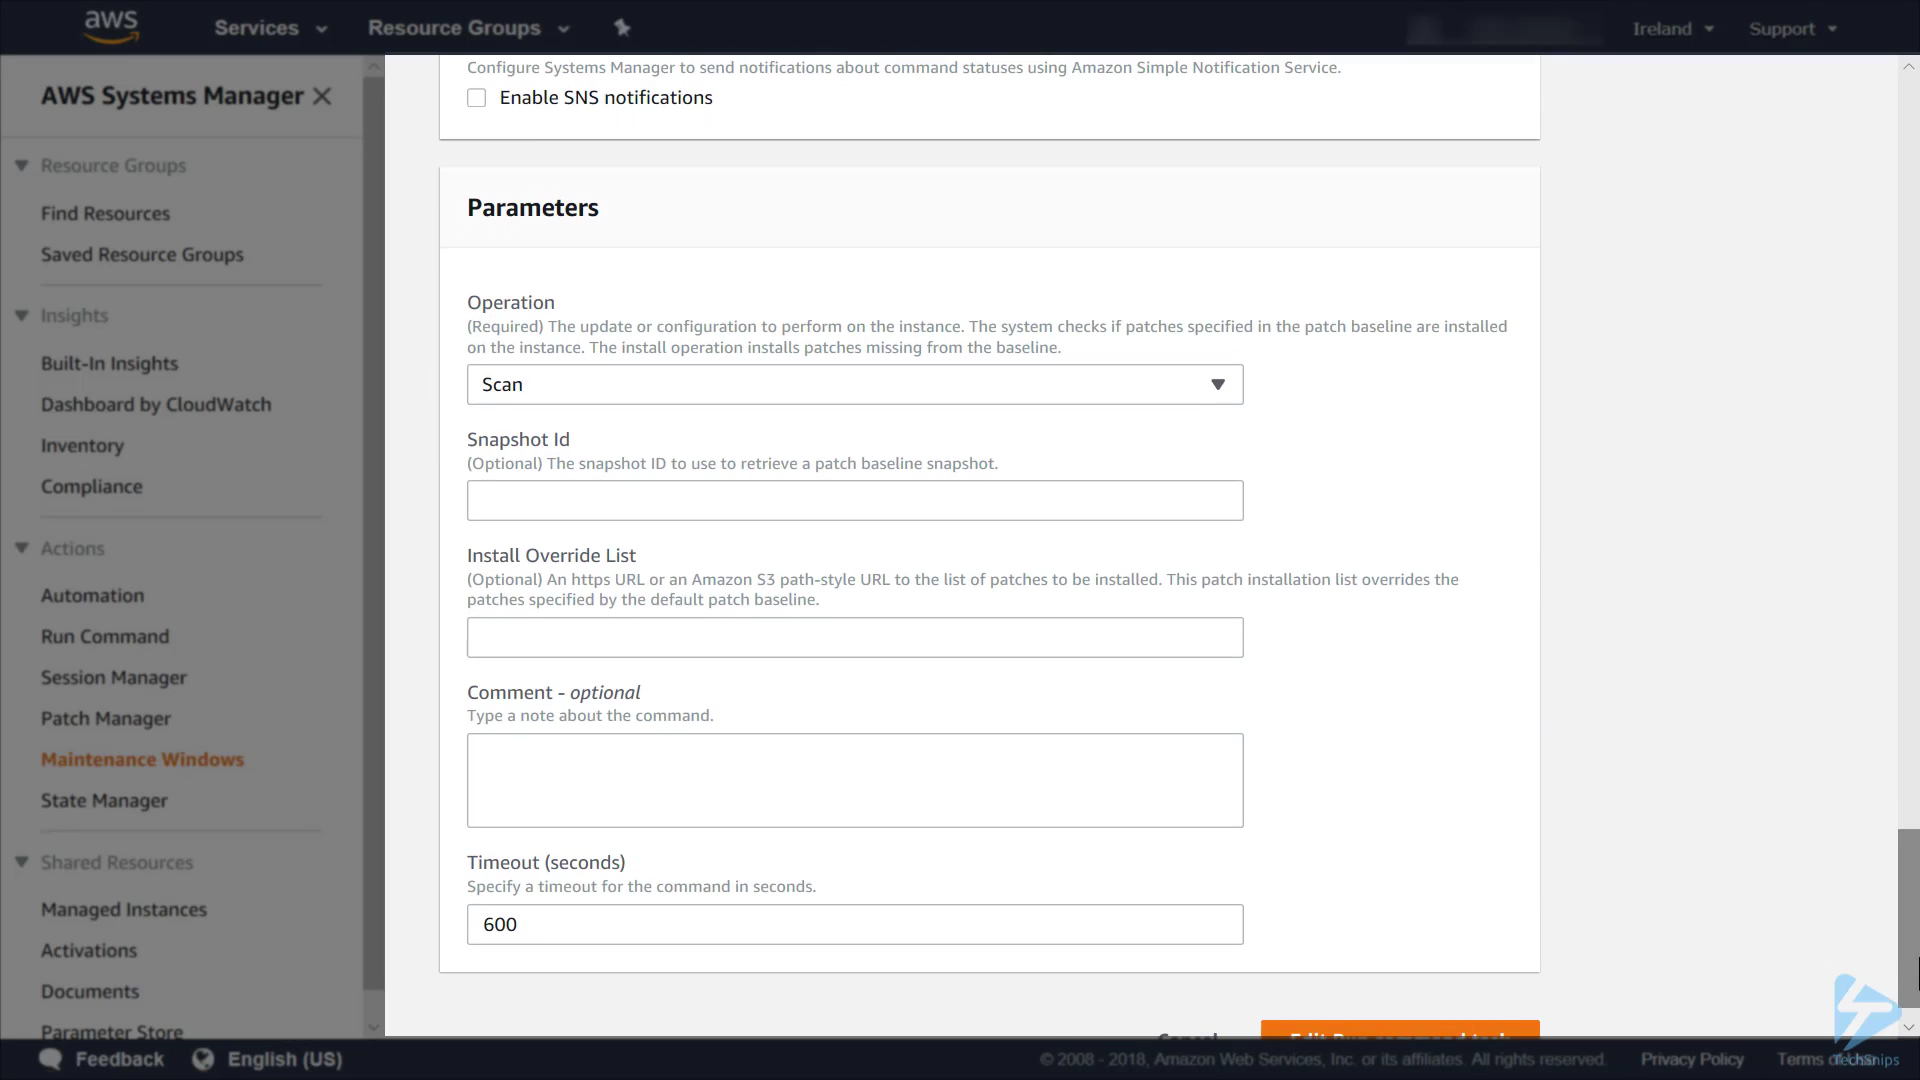 aws
Services
Resource Groups
Ireland
Support
AWS Systems Manager
Resource Groups
Find Resources
Saved Resource Groups
Insights
Built-In Insights
Dashboard by CloudWatch
Inventory
Compliance
Actions
Automation
Run Command
Session Manager
Patch Manager
Maintenance Windows
State Manager
Shared Resources
Managed Instances
Activations
Documents
Parameter Store
Configure Systems Manager to send notifications about command statuses using Amazon Simple Notification Service.
Enable SNS notifications
Parameters
Operation
(Required) The update or configuration to perform on the instance. The system checks if patches specified in the patch baseline are installed
on the instance. The install operation installs patches missing from the baseline.
Scan
Snapshot Id
(Optional) The snapshot ID to use to retrieve a patch baseline snapshot.
Install Override List
(Optional) An https URL or an Amazon S3 path-style URL to the list of patches to be installed. This patch installation list overrides the
patches specified by the default patch baseline.
Comment - optional
Type a note about the command.
Timeout (seconds)
Specify a timeout for the command in seconds.
600
Cancel
Feedback
English (US)
© 2008 - 2018, Amazon Web Services, Inc. or its affiliates. All rights reserved.
Privacy Policy
Terms of Use
TechSnips